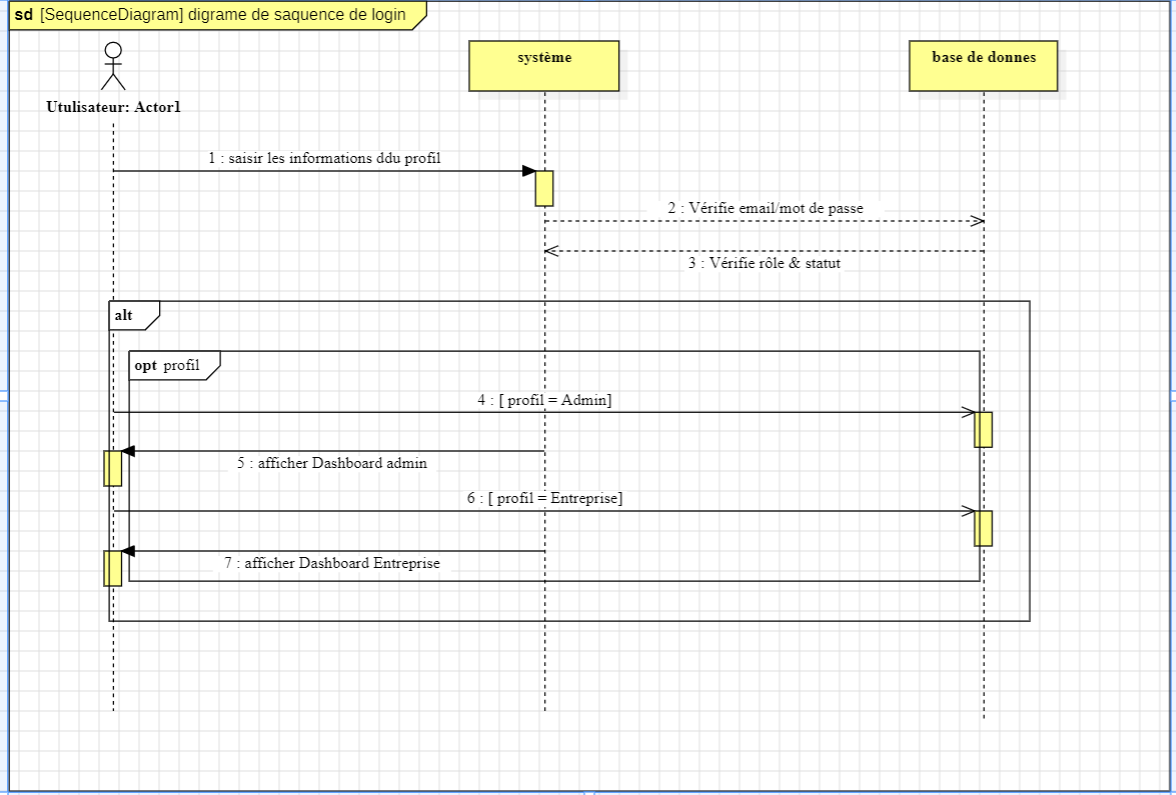 sd [SequenceDiagram] digrame de saquence de login
système
base de donnes
Utulisateur: Actor1
1 : saisir les informations ddu profil
2 : Vérifie email/mot de passe
3 : Vérifie rôle & statut
alt
opt profil
4 : [ profil = Admin]
5 : afficher Dashboard admin
6 : [ profil = Entreprise]
7 : afficher Dashboard Entreprise